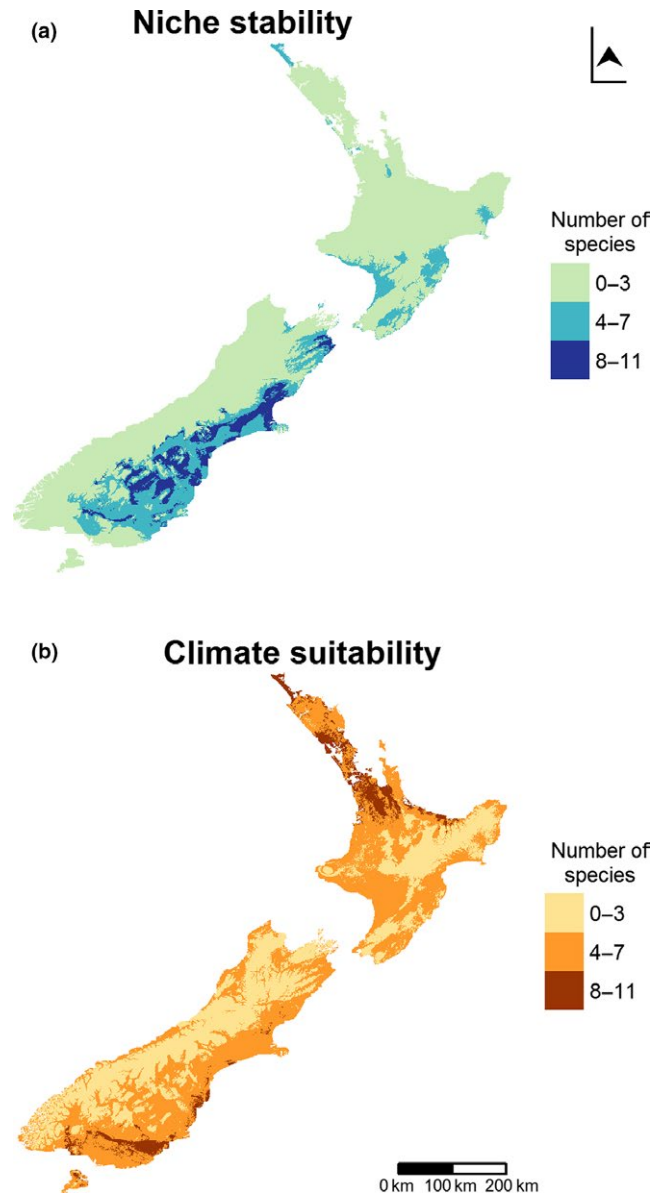 (a)
Niche stability
Number of
species
0–3
4–7
8–11
(b)
Climate suitability
Number of
species
0–3
4–7
8–11
0 km 100 km 200 km